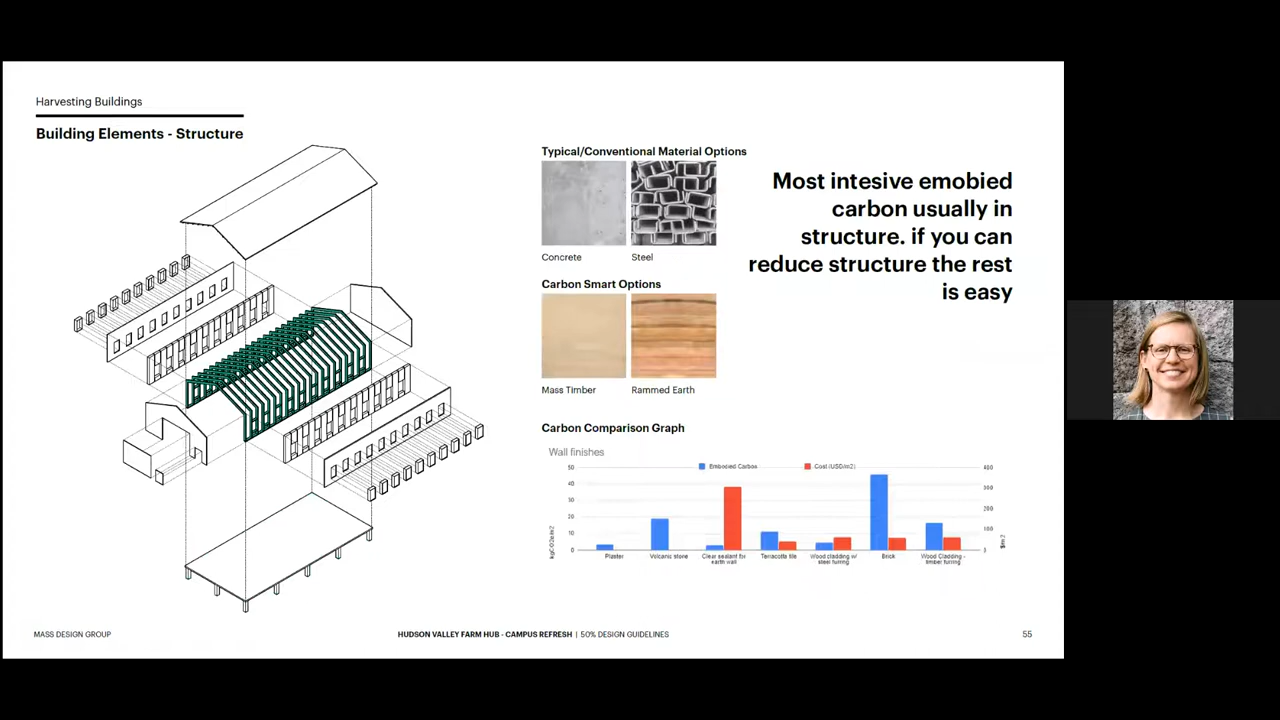 Harvesting Buildings
Building Elements - Structure
Typical/Conventional Material Options
Concrete
Steel
Carbon Smart Options
Mass Timber
Rammed Earth
Most intesive emobied
carbon usually in
structure. if you can
reduce structure the rest
is easy
Carbon Comparison Graph
Wall finishes
Embodied Carbon
Cost (USD/m2)
50
40
30
20
10
0
kgCO2e/m2
400
300
200
100
0
$/m2
Plaster
Volcanic stone
Clear sealant for
earth wall
Terracotta tile
Wood cladding w/
steel furring
Brick
Wood Cladding -
timber furring
MASS DESIGN GROUP
HUDSON VALLEY FARM HUB - CAMPUS REFRESH | 50% DESIGN GUIDELINES
55